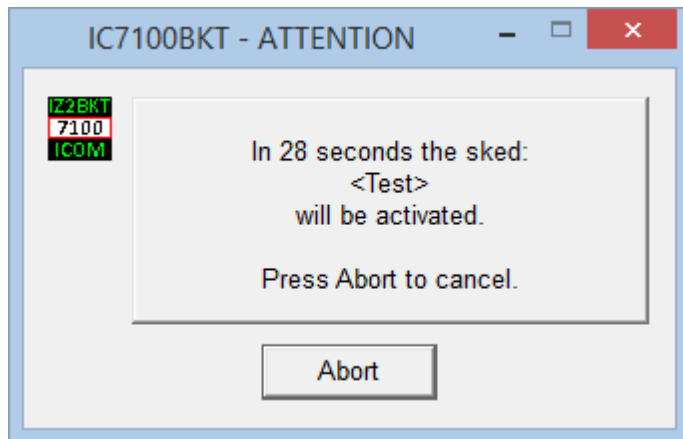 IC7100BKT - ATTENTION
IZ2BKT
7100
ICOM
In 28 seconds the sked:
<Test>
will be activated.
Press Abort to cancel.
Abort